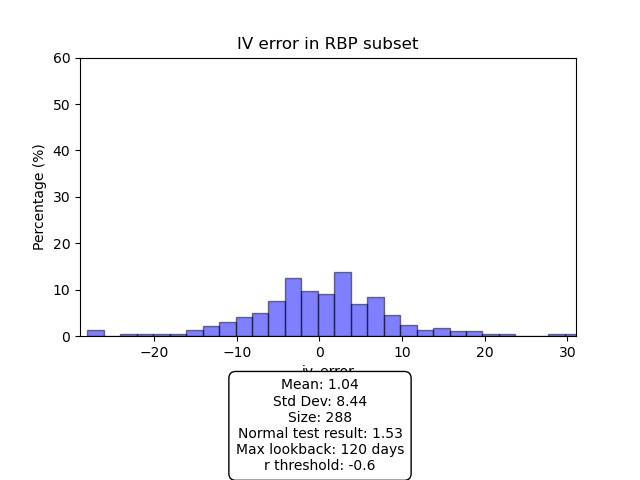 IV error in RBP subset
60
50
40
30
20
10
0
Percentage (%)
−20
−10
0
10
20
30
iv_error
Mean: 1.04
Std Dev: 8.44
Size: 288
Normal test result: 1.53
Max lookback: 120 days
r threshold: -0.6